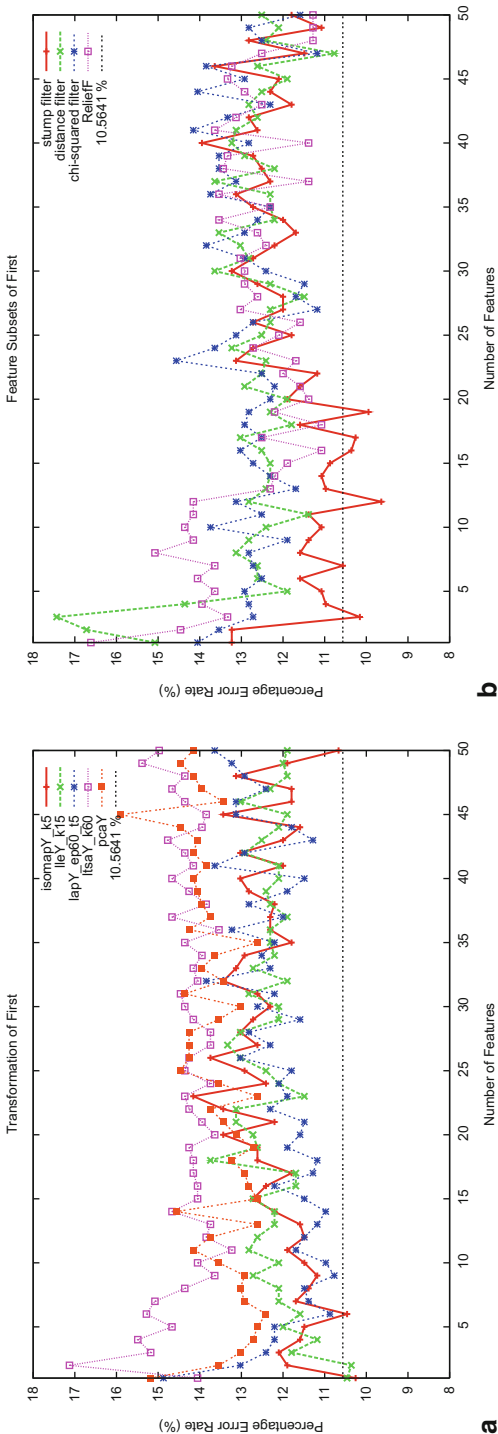 a
Transformation of First
Percentage Error Rate (%)
18
17
16
15
14
13
12
11
10
9
8
isomapY_k5
lleY_k15
lapY_ep60_t5
ltsaY_k60
pcaY
10.5641 %
5
10
15
20
25
30
35
40
45
50
Number of Features
b
Feature Subsets of First
Percentage Error Rate (%)
18
17
16
15
14
13
12
11
10
9
8
stump filter
distance filter
chi-squared filter
ReliefF
10.5641 %
5
10
15
20
25
30
35
40
45
50
Number of Features